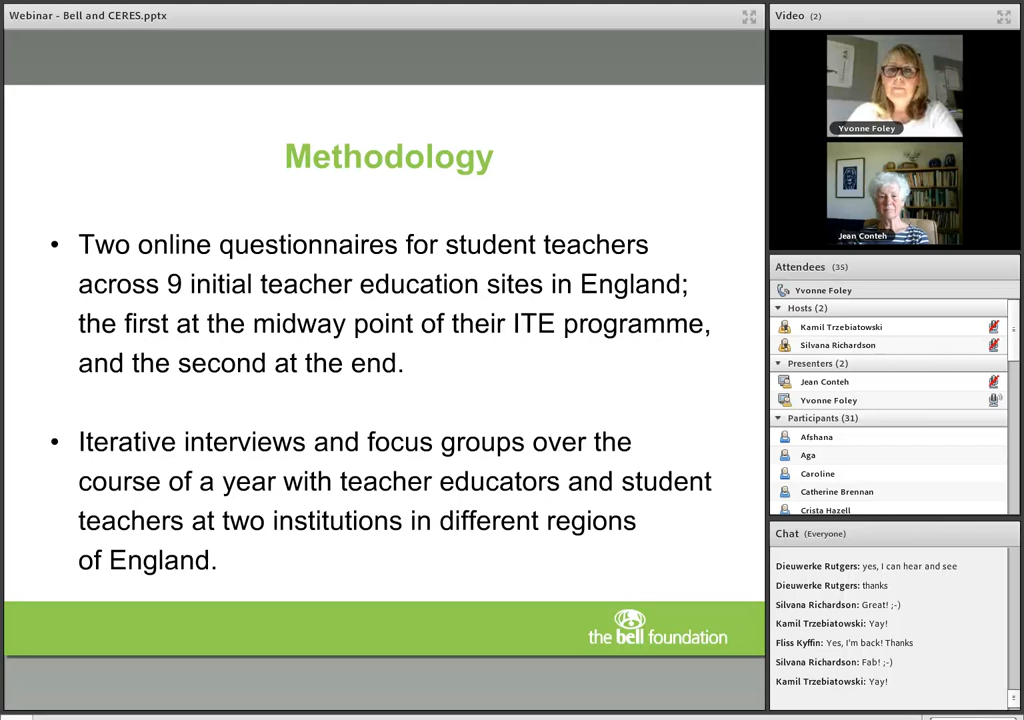 Webinar - Bell and CERES.pptx
Methodology
• Two online questionnaires for student teachers
across 9 initial teacher education sites in England;
the first at the midway point of their ITE programme,
and the second at the end.
• Iterative interviews and focus groups over the
course of a year with teacher educators and student
teachers at two institutions in different regions
of England.
the bell foundation
Video (2)
Yvonne Foley
Jean Conteh
Attendees (35)
Yvonne Foley
Hosts (2)
Kamil Trzebiatowski
Silvana Richardson
Presenters (2)
Jean Conteh
Yvonne Foley
Participants (31)
Afshana
Aga
Caroline
Catherine Brennan
Crista Hazell
Chat (Everyone)
Dieuwerke Rutgers: yes, I can hear and see
Dieuwerke Rutgers: thanks
Silvana Richardson: Great! ;-)
Kamil Trzebiatowski: Yay!
Fliss Kyffin: Yes, I'm back! Thanks
Silvana Richardson: Fab! ;-)
Kamil Trzebiatowski: Yay!